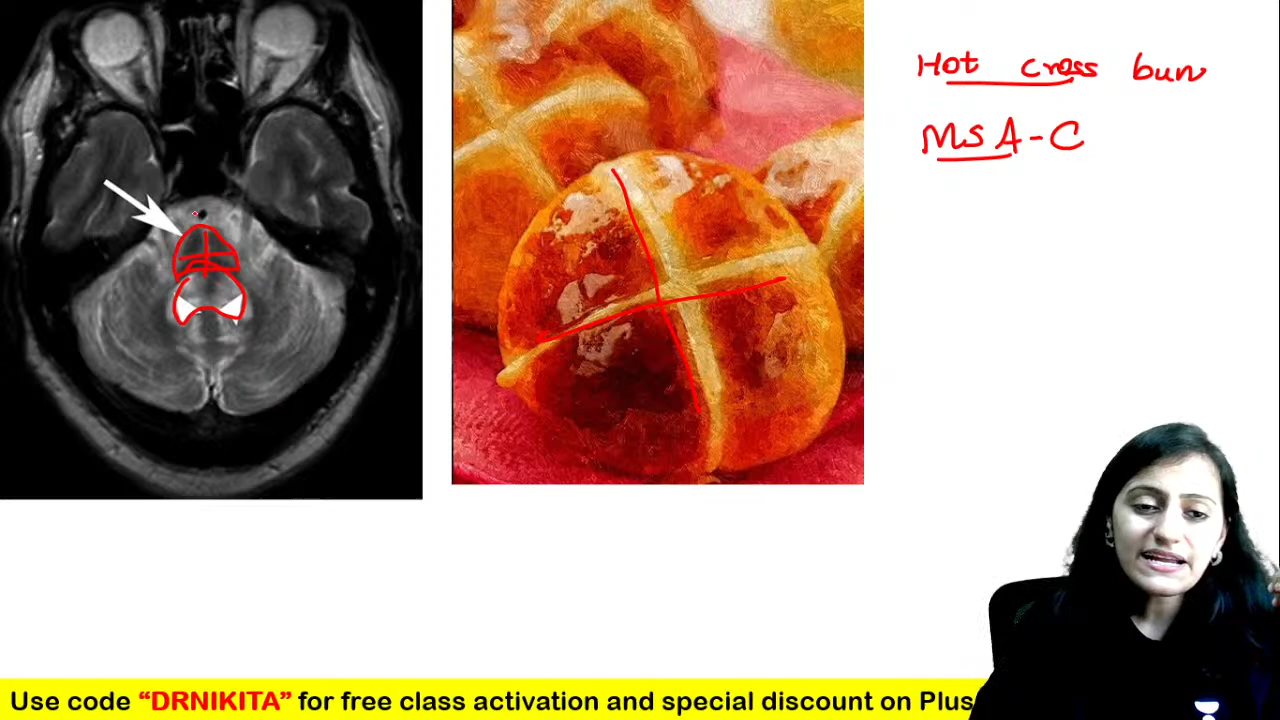 Hot cross bun
MSA-C
Use code “DRNIKITA” for free class activation and special discount on Plus